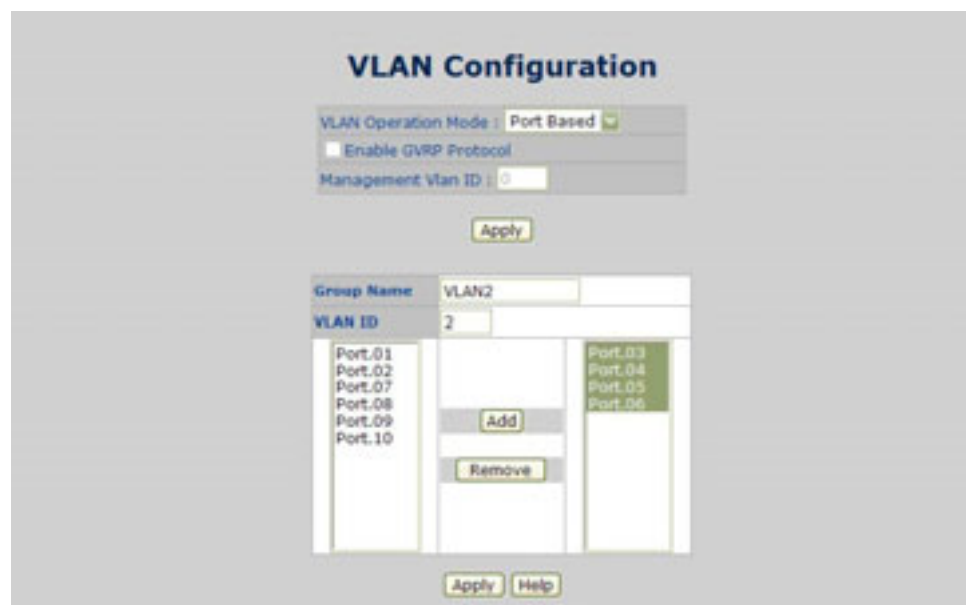 VLAN Configuration
VLAN Operation Mode : Port Based
Enable GVRP Protocol
Management Vlan ID : 0
Apply
Group Name VLAN2
VLAN ID 2
Port.01
Port.02
Port.07
Port.08
Port.09
Port.10
Add
Remove
Port.03
Port.04
Port.05
Port.06
Apply Help